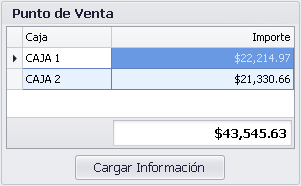 Punto de Venta
Caja Importe
CAJA 1 $22,214.97
CAJA 2 $21,330.66
$43,545.63
Cargar Información